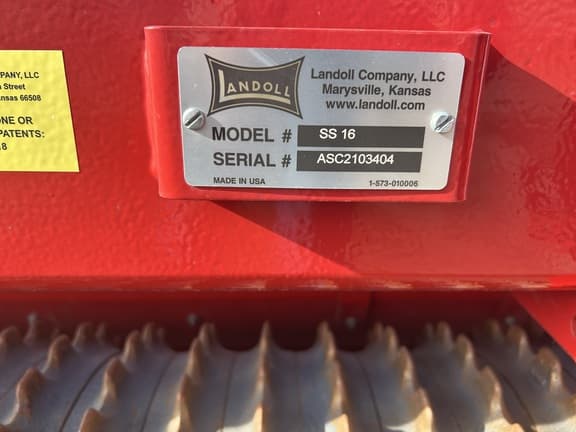 PANY, LLC
Street
nsas 66508
ONE OR
PATENTS:
8
LANDOLL
Landoll Company, LLC
Marysville, Kansas
www.landoll.com
MODEL # SS 16
SERIAL # ASC2103404
MADE IN USA 1-573-010006